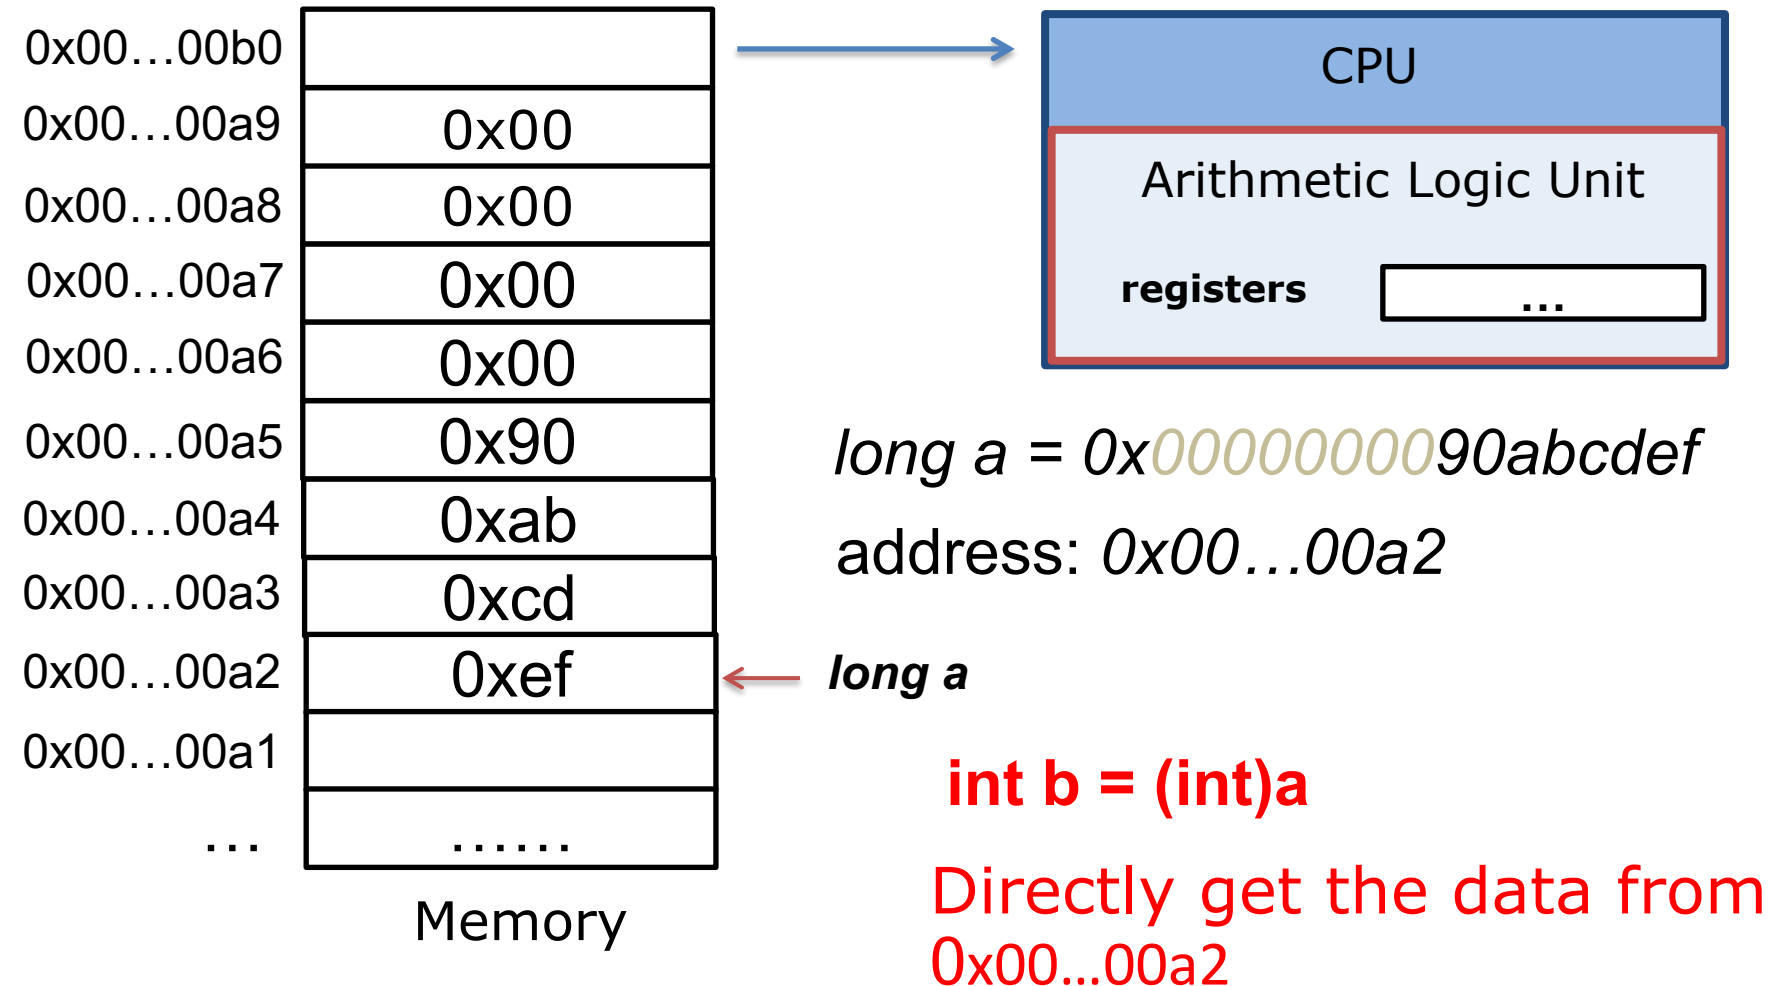 0x00…00b0
0x00…00a9 0x00
0x00…00a8 0x00
0x00…00a7 0x00
0x00…00a6 0x00
0x00…00a5 0x90
0x00…00a4 0xab
0x00…00a3 0xcd
0x00…00a2 0xef
0x00…00a1
… ……
Memory
CPU
Arithmetic Logic Unit
registers …
long a = 0x0000000090abcdef
address: 0x00…00a2
long a
int b = (int)a
Directly get the data from
0x00…00a2